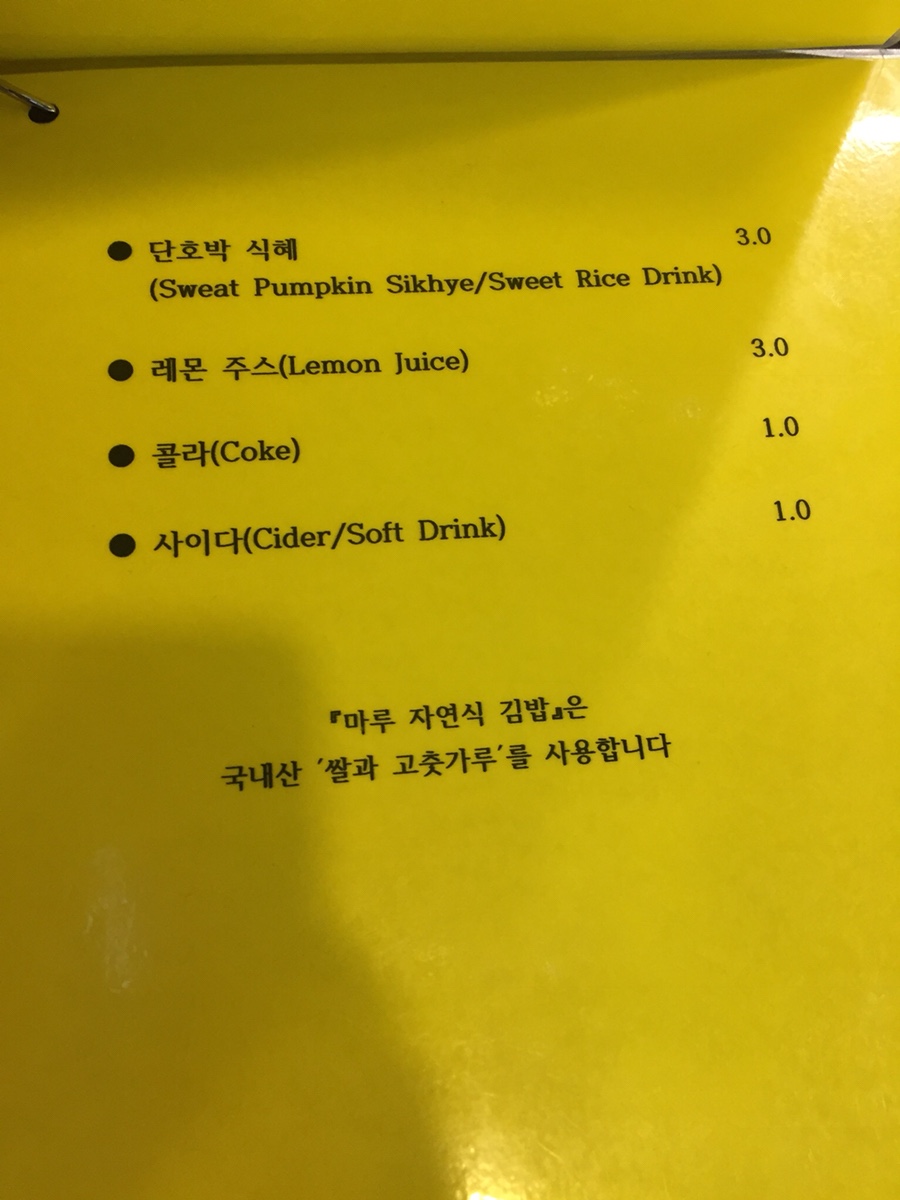 ● 단호박 식혜 3.0
(Sweat Pumpkin Sikhye/Sweet Rice Drink)
● 레몬 주스(Lemon Juice) 3.0
● 콜라(Coke) 1.0
● 사이다(Cider/Soft Drink) 1.0
『마루 자연식 김밥』은
국내산 '쌀과 고춧가루'를 사용합니다